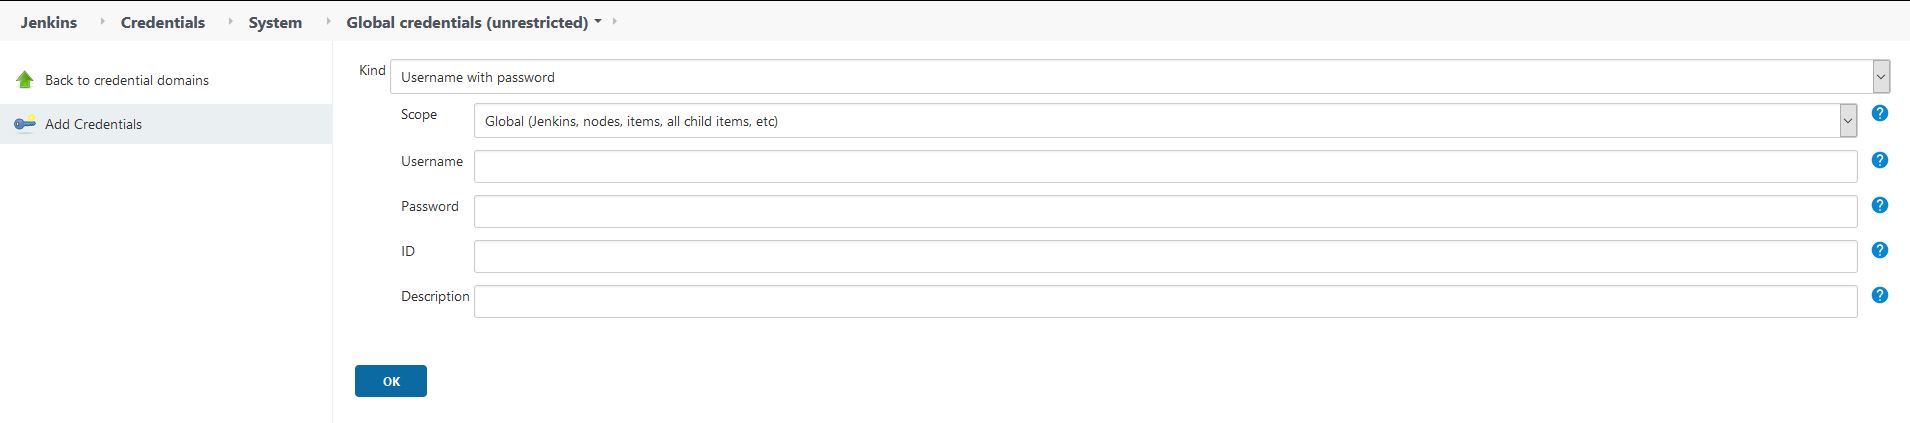 Jenkins Credentials System Global credentials (unrestricted)
Back to credential domains
Add Credentials
Kind Username with password
Scope Global (Jenkins, nodes, items, all child items, etc) ?
Username ?
Password ?
ID ?
Description ?
OK